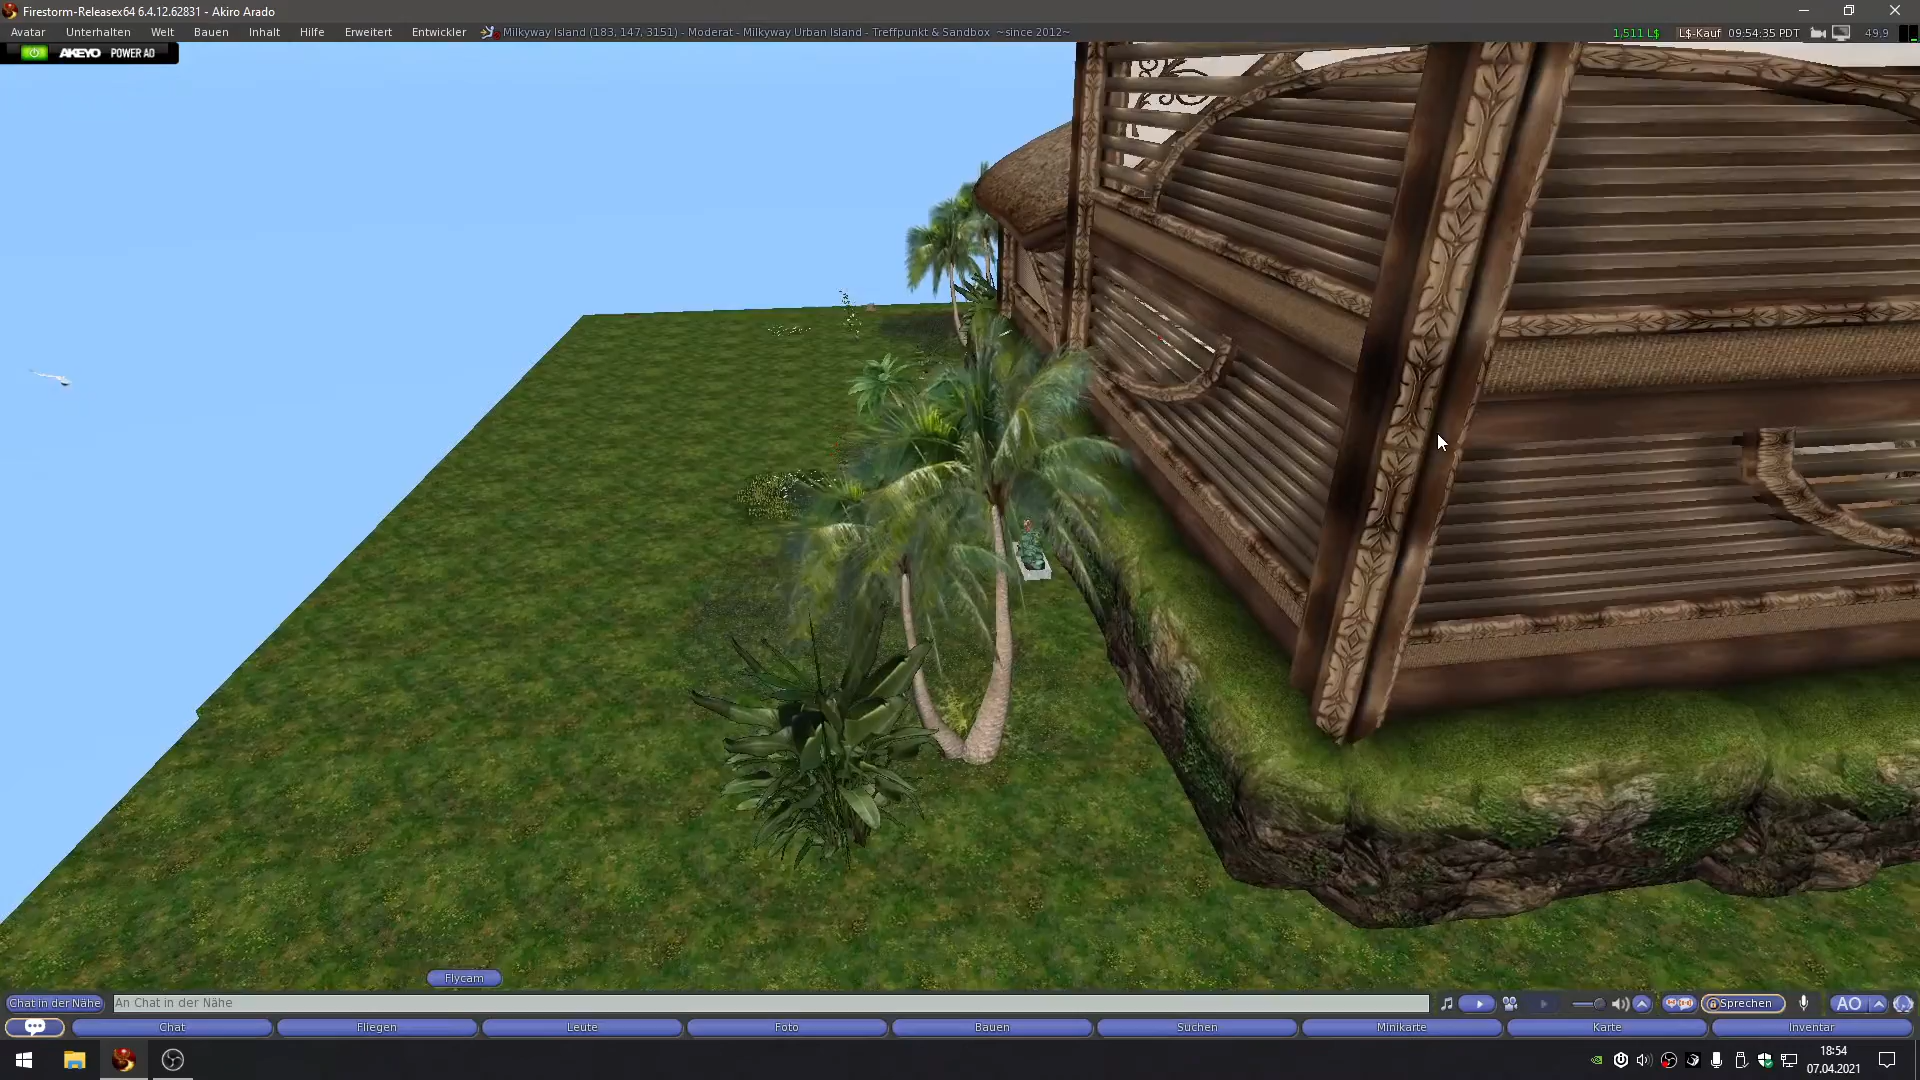 Firestorm-Releasex64 6.4.12.62831 - Akiro Arado
Avatar Unterhalten Welt Bauen Inhalt Hilfe Erweitert Entwickler Milkyway Island (183, 147, 3151) - Moderat - Milkyway Urban Island - Treffpunkt & Sandbox ~since 2012~ 1,511 L$ L$-Kauf 09:54:35 PDT 49,9
AKEYO POWER AO
Flycam
Chat in der Nähe An Chat in der Nähe Sprechen AO
Chat Fliegen Leute Foto Bauen Suchen Minikarte Karte Inventar
18:54
07.04.2021